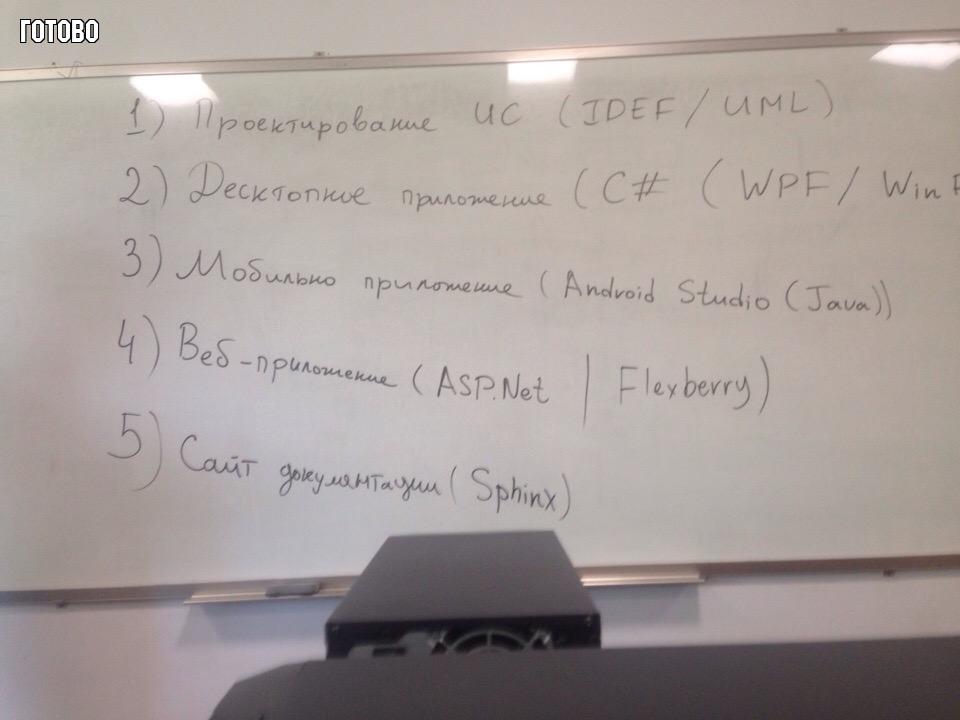 ГОТОВО
1) Проектирование ИС (IDEF / UML)
2) Десктопное приложение (C# (WPF / Win F
3) Мобильно приложение (Android Studio (Java))
4) Веб-приложение (ASP.Net | Flexberry)
5) Сайт документации (Sphinx)